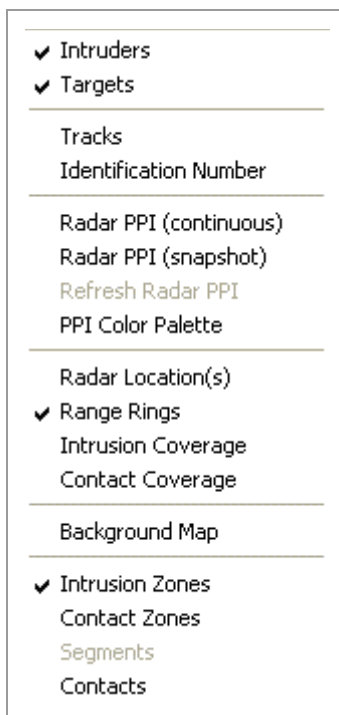 Intruders
Targets
Tracks
Identification Number
Radar PPI (continuous)
Radar PPI (snapshot)
Refresh Radar PPI
PPI Color Palette
Radar Location(s)
Range Rings
Intrusion Coverage
Contact Coverage
Background Map
Intrusion Zones
Contact Zones
Segments
Contacts